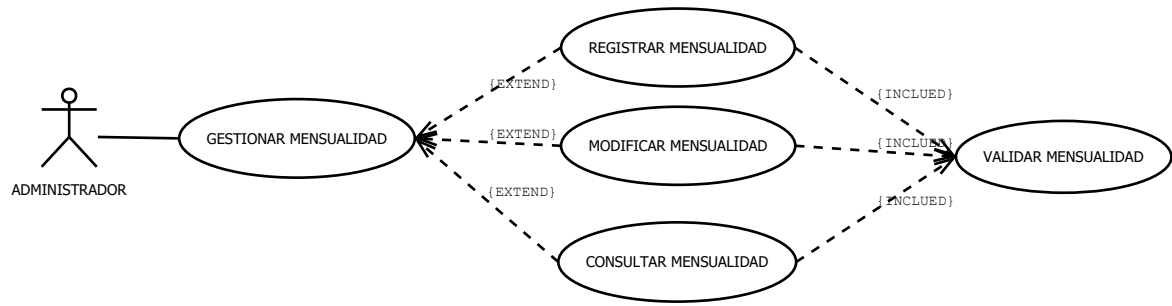 REGISTRAR MENSUALIDAD
{EXTEND}
{INCLUED}
GESTIONAR MENSUALIDAD
{EXTEND}
MODIFICAR MENSUALIDAD
{INCLUED}
VALIDAR MENSUALIDAD
ADMINISTRADOR
{EXTEND}
{INCLUED}
CONSULTAR MENSUALIDAD